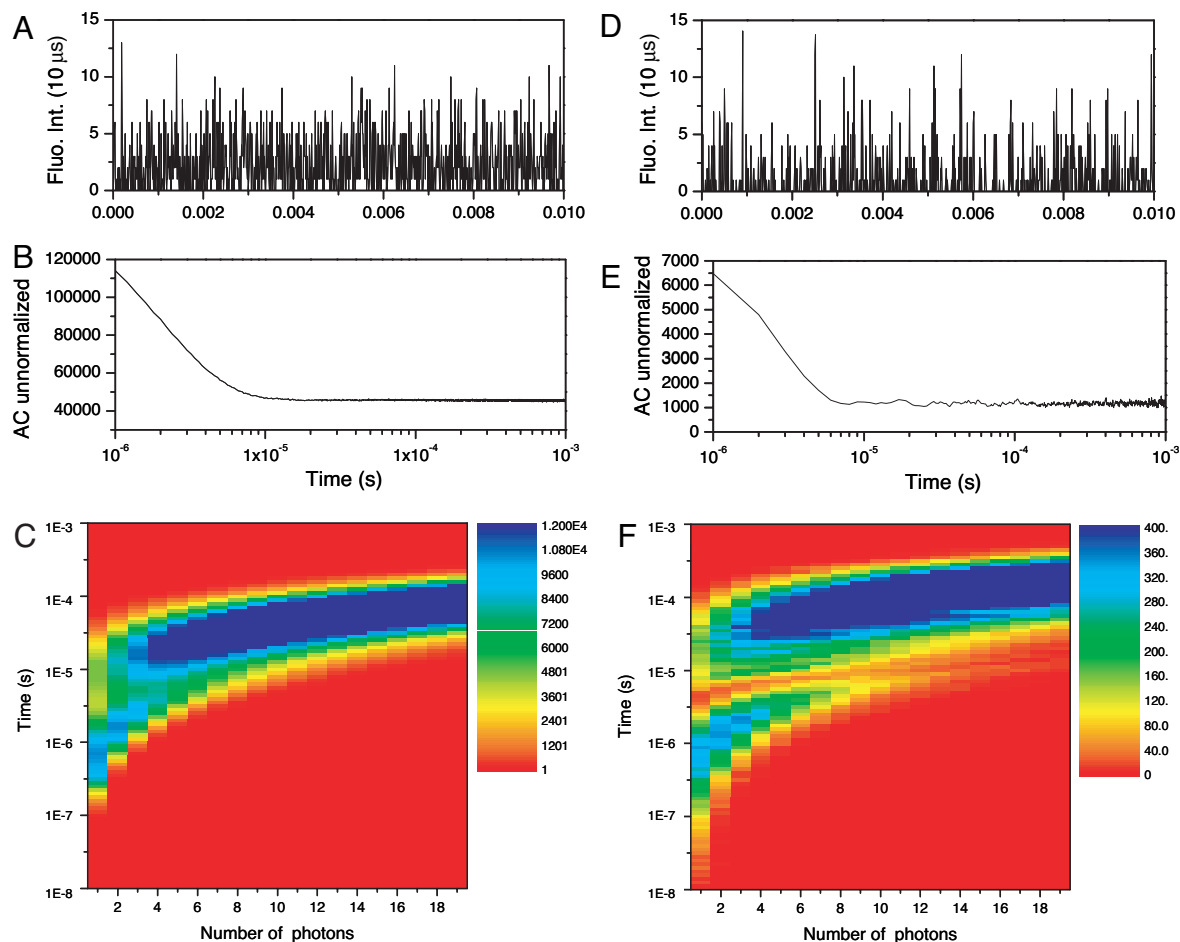 A
Fluo. Int. (10 µs)
15
10
5
0
0.000 0.002 0.004 0.006 0.008 0.010
D
Fluo. Int. (10 µs)
15
10
5
0
0.000 0.002 0.004 0.006 0.008 0.010
B
AC unnormalized
120000
100000
80000
60000
40000
10⁻⁶ 1x10⁻⁵ 1x10⁻⁴ 10⁻³
Time (s)
E
AC unnormalized
7000
6000
5000
4000
3000
2000
1000
0
10⁻⁶ 10⁻⁵ 10⁻⁴ 10⁻³
Time (s)
C
Time (s)
1E-3
1E-4
1E-5
1E-6
1E-7
1E-8
2 4 6 8 10 12 14 16 18
Number of photons
1.200E4
1.080E4
9600
8400
7200
6000
4801
3601
2401
1201
1
F
Time (s)
1E-3
1E-4
1E-5
1E-6
1E-7
1E-8
2 4 6 8 10 12 14 16 18
Number of photons
400.
360.
320.
280.
240.
200.
160.
120.
80.0
40.0
0